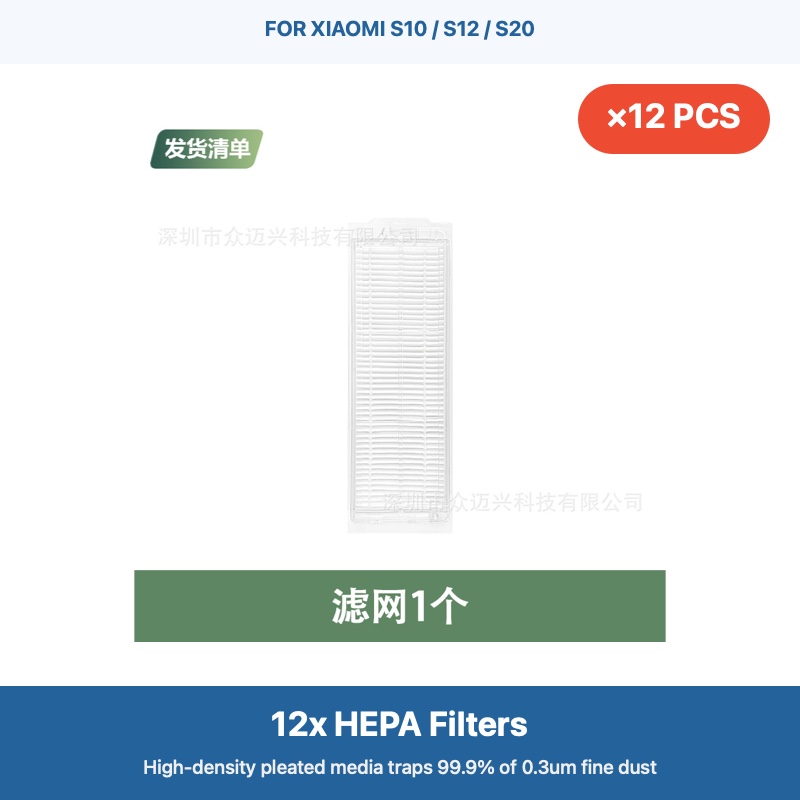 FOR XIAOMI S10 / S12 / S20
×12 PCS
发货清单
深圳市众迈兴科技有限公司
深圳市众迈兴科技有限公司
滤网1个
12x HEPA Filters
High-density pleated media traps 99.9% of 0.3um fine dust